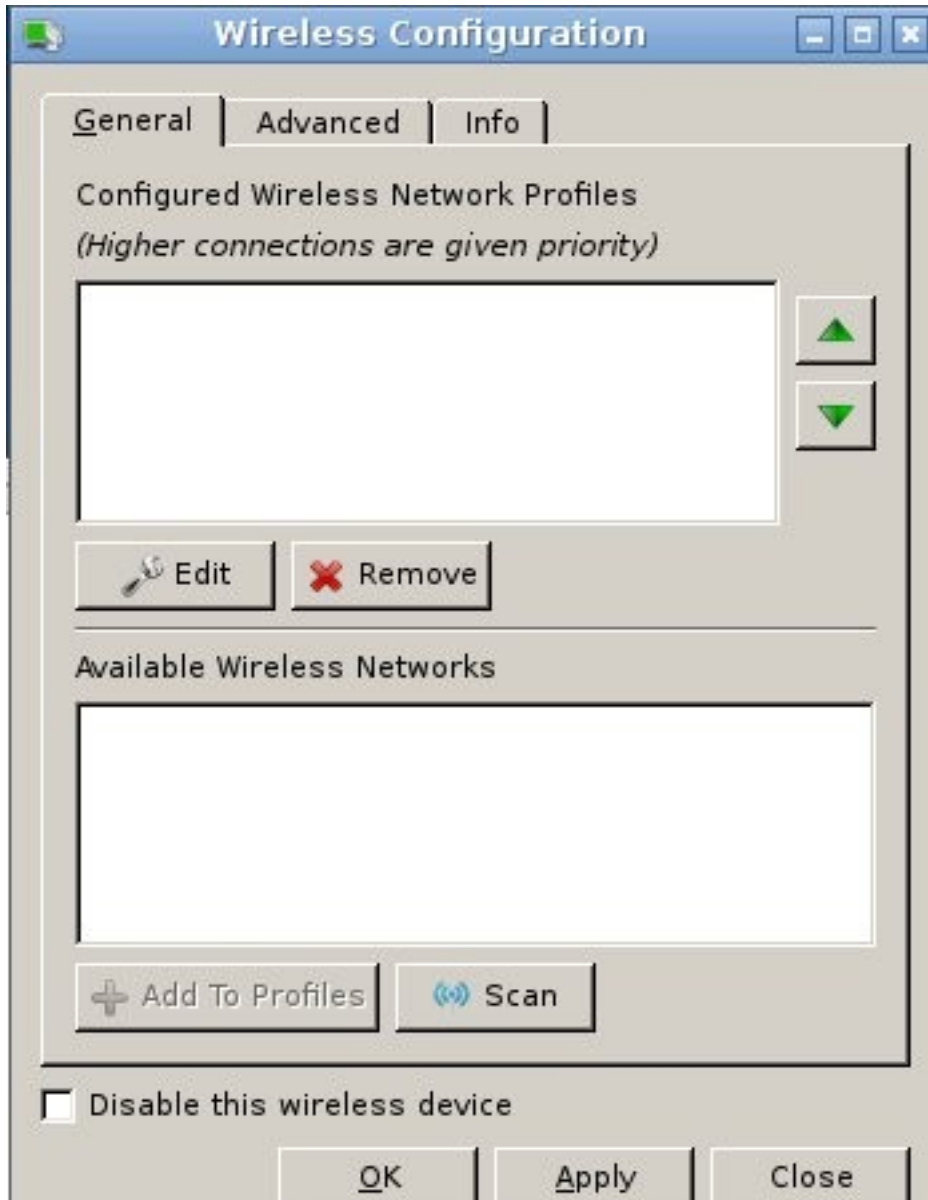 Wireless Configuration
General Advanced Info
Configured Wireless Network Profiles
(Higher connections are given priority)
Edit Remove
Available Wireless Networks
Add To Profiles Scan
Disable this wireless device
OK Apply Close